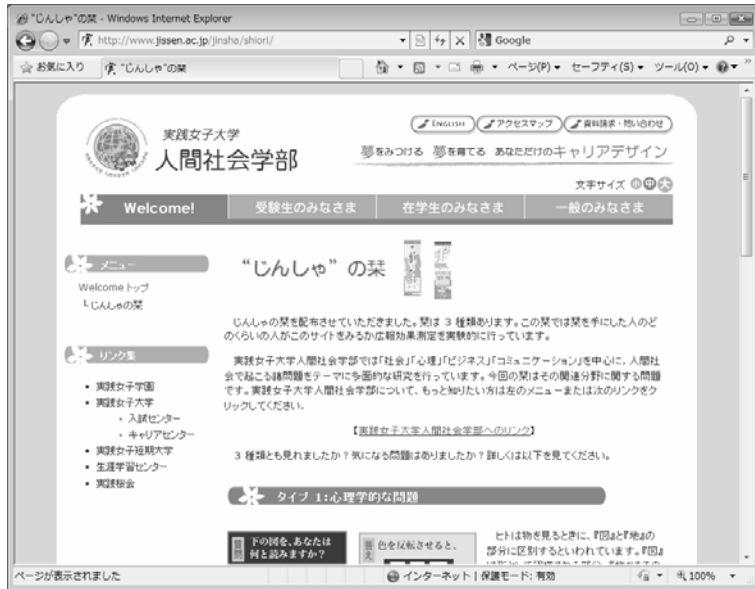 "じんしゃ"の栞 - Windows Internet Explorer
http://www.jissen.ac.jp/jinsha/shiori/
Google
お気に入り
"じんしゃ"の栞
ページ(P)
セーフティ(S)
ツール(O)
ENGLISH
アクセスマップ
資料請求・問い合わせ
実践女子大学
人間社会学部
夢をみつける 夢を育てる あなただけのキャリアデザイン
文字サイズ 小 中 大
Welcome!
受験生のみなさま
在学生のみなさま
一般のみなさま
メニュー
Welcome トップ
└じんしゃの栞
リンク集
• 実践女子学園
• 実践女子大学
・ 入試センター
・ キャリアセンター
• 実践女子短期大学
• 生涯学習センター
• 実践桜会
“じんしゃ” の栞
じんしゃの栞を配布させていただきました。栞は 3 種類あります。この栞では栞を手にした人のど
のくらいの人がこのサイトをみるか広報効果測定を実験的に行っています。
実践女子大学人間社会学部では「社会」「心理」「ビジネス」「コミュニケーション」を中心に、人間社
会で起こる諸問題をテーマに多面的な研究を行っています。今回の栞はその関連分野に関する問題
です。実践女子大学人間社会学部について、もっと知りたい方は左のメニューまたは次のリンクをク
リックしてください.
【実践女子大学人間社会学部へのリンク】
3 種類とも見れましたか？気になる問題はありましたか？詳しくは以下を見てください。
タイプ 1:心理学的な問題
質問
下の図を、あなたは
何と読みますか?
答え
色を反転させると、
ヒトは物を見るときに、『図』と『地』の
部分に区別するといわれています。『図』
ページが表示されました
インターネット | 保護モード: 有効
100%